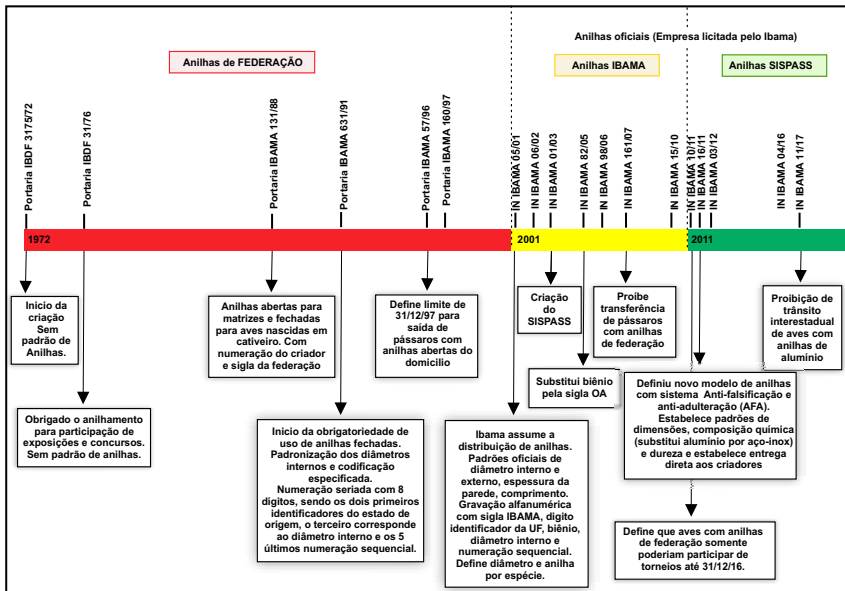 Anilhas oficiais (Empresa licitada pelo Ibama)
Anilhas de FEDERAÇÃO
Anilhas IBAMA
Anilhas SISPASS
Portaria IBDF 3175/72
Portaria IBDF 31/76
Portaria IBAMA 131/88
Portaria IBAMA 631/91
Portaria IBAMA 57/96
Portaria IBAMA 160/97
IN IBAMA 05/01
IN IBAMA 06/02
IN IBAMA 01/03
IN IBAMA 82/05
IN IBAMA 98/06
IN IBAMA 161/07
IN IBAMA 15/10
IN IBAMA 10/11
IN IBAMA 16/11
IN IBAMA 03/12
IN IBAMA 04/16
IN IBAMA 11/17
1972
2001
2011
Inicio da
criação
Sem
padrão de
Anilhas.
Obrigado o anilhamento
para participação de
exposições e concursos.
Sem padrão de anilhas.
Anilhas abertas para
matrizes e fechadas
para aves nascidas em
cativeiro. Com
numeração do criador
e sigla da federação
Inicio da obrigatoriedade de
uso de anilhas fechadas.
Padronização dos diâmetros
internos e codificação
especificada.
Numeração seriada com 8
digitos, sendo os dois primeiros
identificadores do estado de
origem, o terceiro corresponde
ao diâmetro interno e os 5
últimos numeração sequencial.
Define limite de
31/12/97 para
saída de
pássaros com
anilhas abertas do
domicilio
Ibama assume a
distribuição de anilhas.
Padrões oficiais de
diâmetro interno e
externo, espessura da
parede, comprimento.
Gravação alfanumérica
com sigla IBAMA, digito
identificador da UF, biênio,
diâmetro interno e
numeração sequencial.
Define diâmetro e anilha
por espécie.
Criação
do
SISPASS
Substitui biênio
pela sigla OA
Proibe
transferência
de pássaros
com anilhas
de federação
Definiu novo modelo de anilhas
com sistema Anti-falsificação e
anti-adulteração (AFA).
Estabelece padrões de
dimensões, composição química
(substitui alumínio por aço-inox)
e dureza e estabelece entrega
direta aos criadores
Define que aves com anilhas
de federação somente
poderiam participar de
torneios até 31/12/16.
Proibição de
trânsito
interestadual
de aves com
anilhas de
alumínio